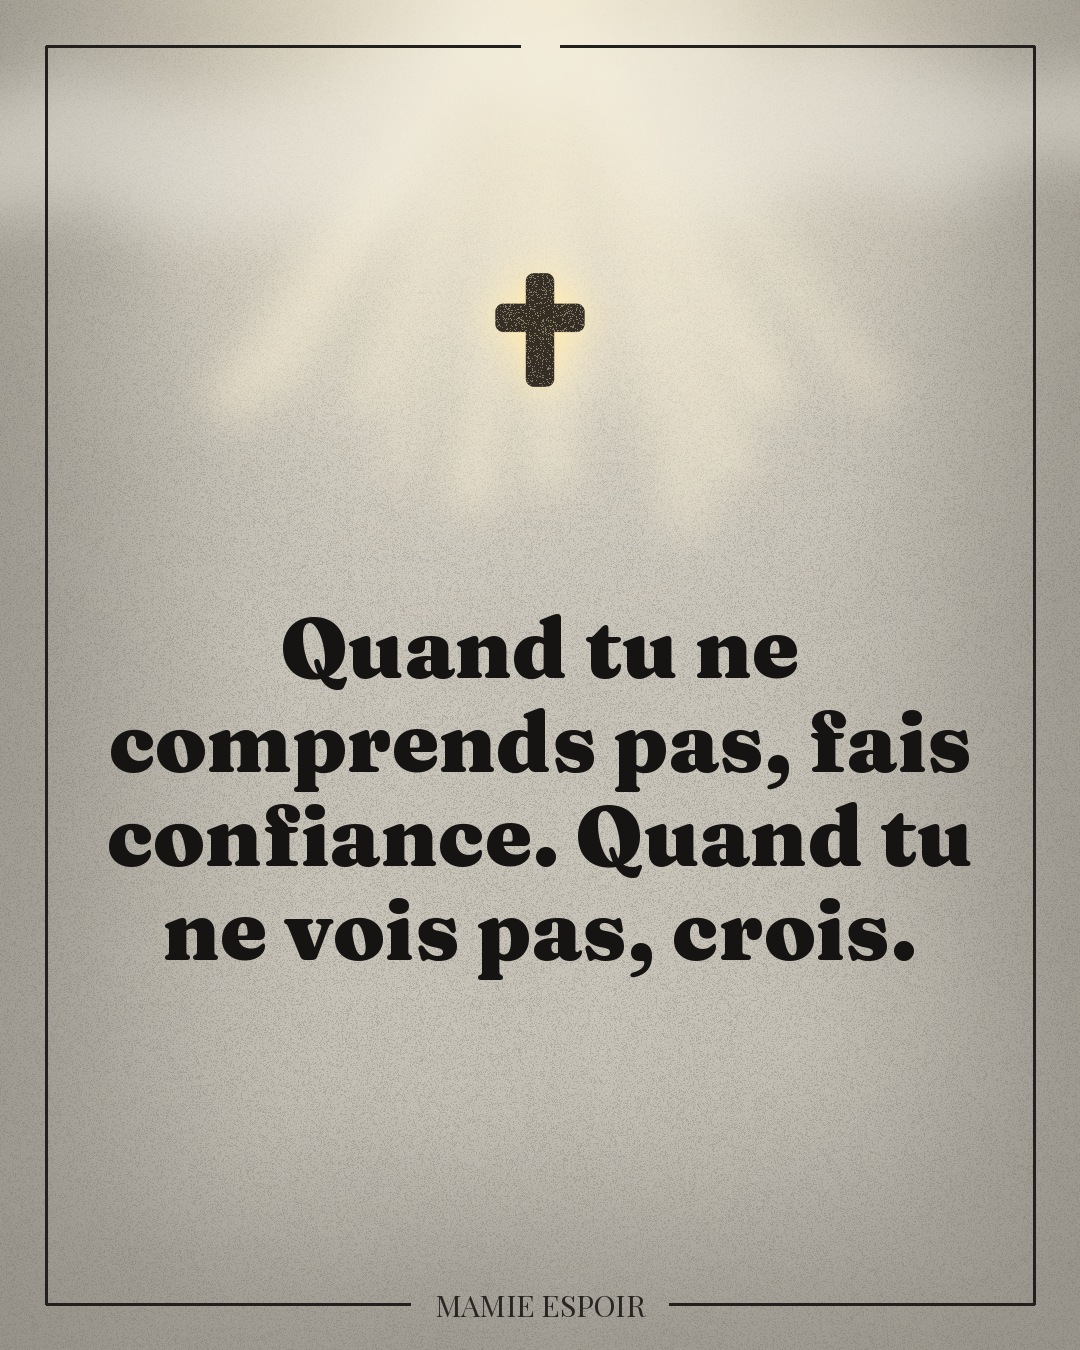 Quand tu ne
comprends pas, fais
confiance. Quand tu
ne vois pas, crois.
MAMIE ESPOIR